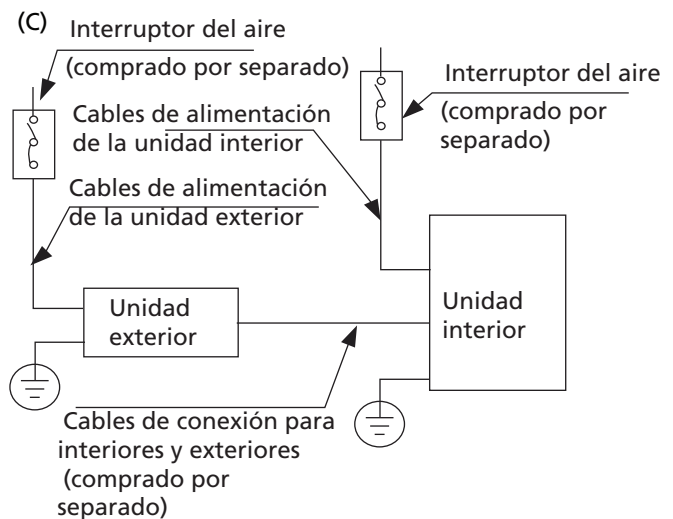 (C)
Interruptor del aire
(comprado por separado)
Interruptor del aire
(comprado por
separado)
Cables de alimentación
de la unidad interior
Cables de alimentación
de la unidad exterior
Unidad
exterior
Unidad
interior
Cables de conexión para
interiores y exteriores
(comprado por
separado)